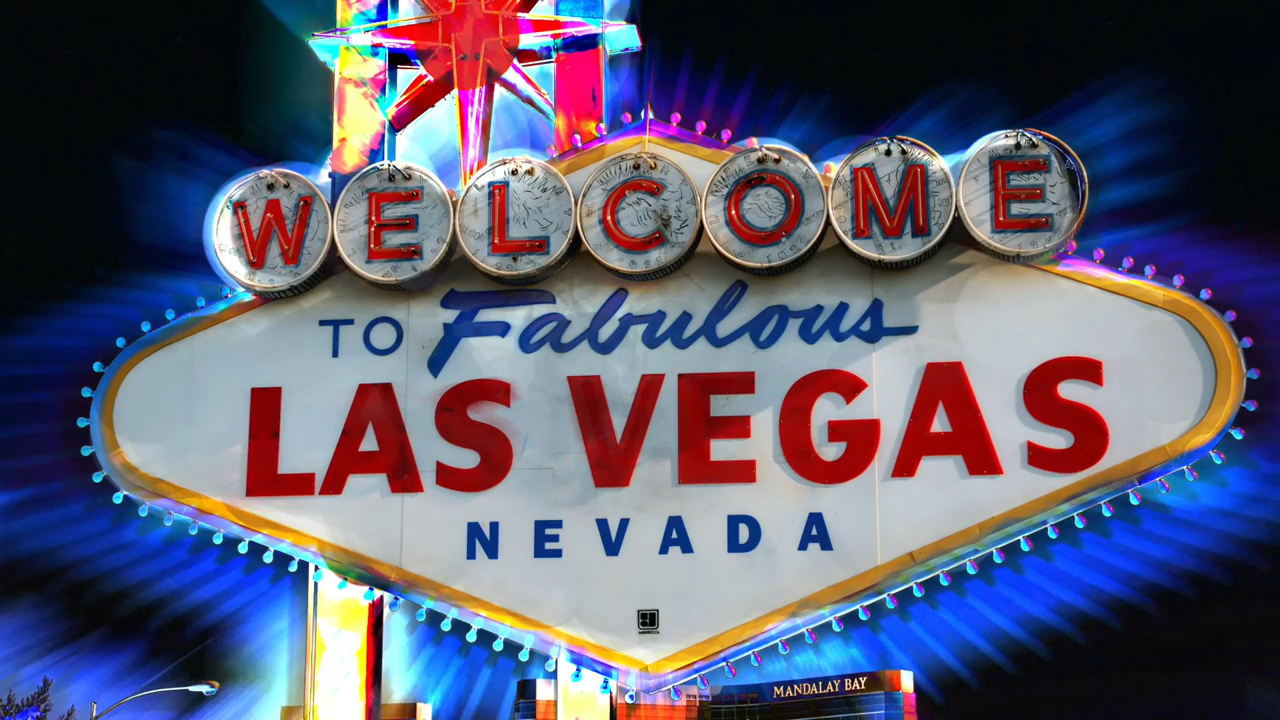 WELCOME
TO Fabulous
LAS VEGAS
NEVADA
MANDALAY BAY